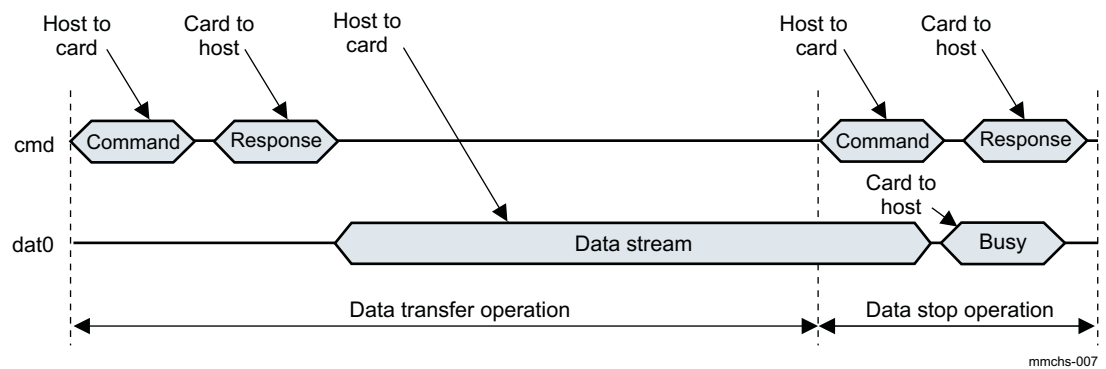 Host to
card
Card to
host
Host to
card
Host to
card
Card to
host
cmd
Command
Response
Command
Response
Card to
host
dat0
Data stream
Busy
Data transfer operation
Data stop operation
mmchs-007